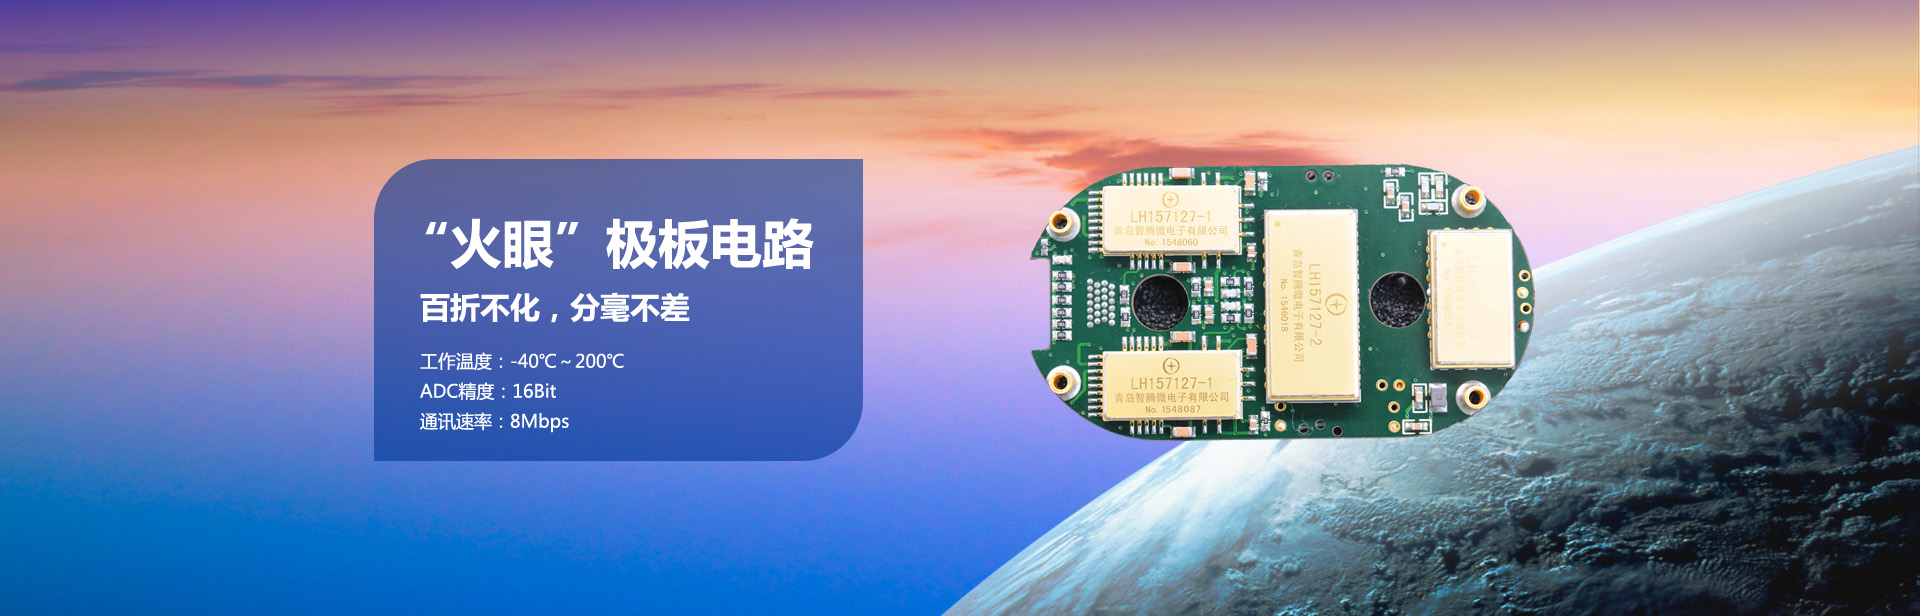 “火眼”极板电路
百折不化，分毫不差
工作温度：-40℃～200℃
ADC精度：16Bit
通讯速率：8Mbps
LH157127-1
青岛智腾微电子有限公司
No. 1548060
LH157127-2
青岛智腾微电子有限公司
No. 1546018
LH157127-1
青岛智腾微电子有限公司
No. 1548087